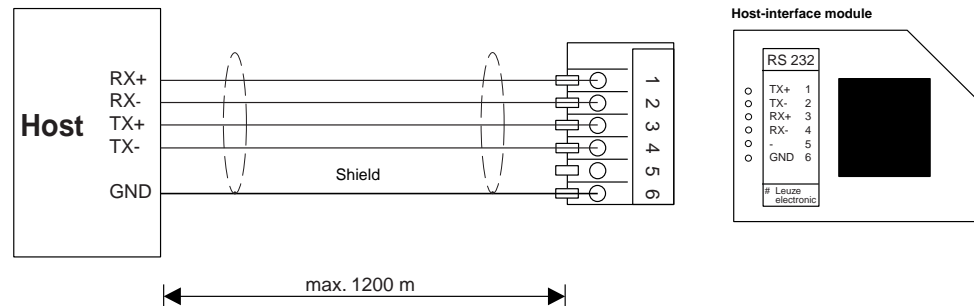 Host-interface module
Host
RX+
RX-
TX+
TX-
GND
Shield
1
2
3
4
5
6
RS 232
TX+ 1
TX- 2
RX+ 3
RX- 4
- 5
GND 6
# Leuze
electronic
max. 1200 m